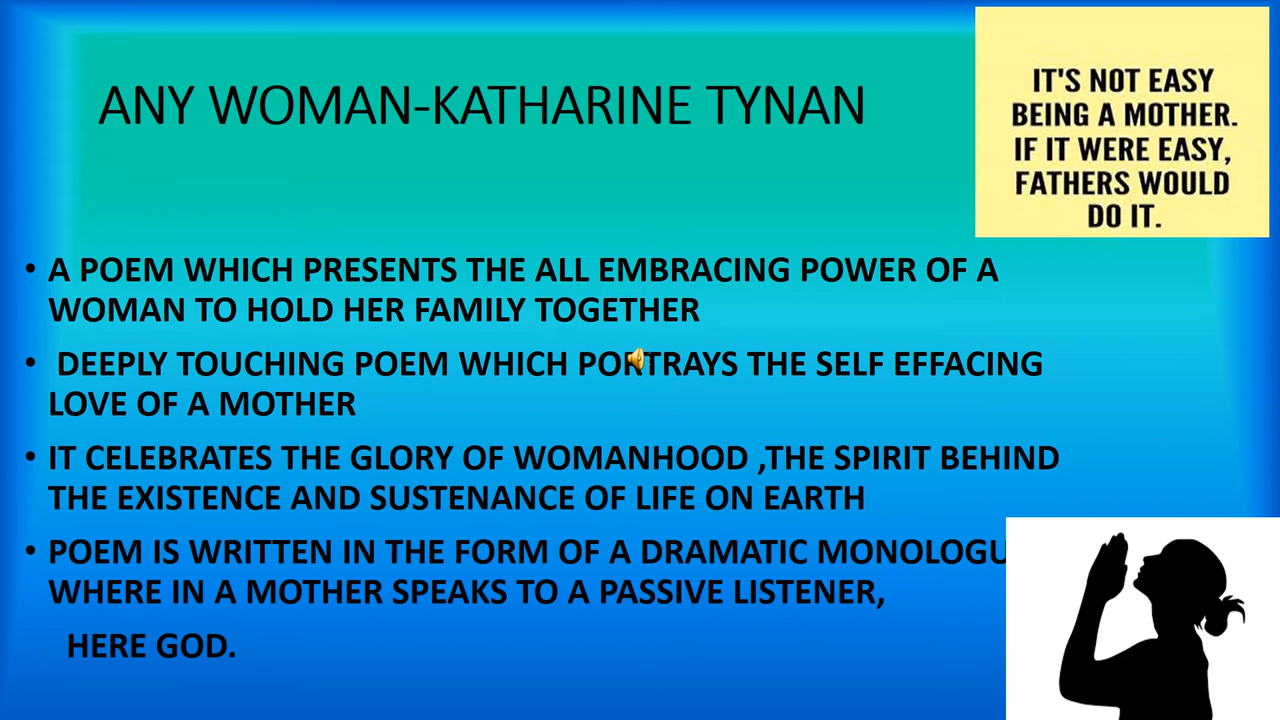 ANY WOMAN-KATHARINE TYNAN
IT'S NOT EASY
BEING A MOTHER.
IF IT WERE EASY,
FATHERS WOULD
DO IT.
• A POEM WHICH PRESENTS THE ALL EMBRACING POWER OF A
WOMAN TO HOLD HER FAMILY TOGETHER
• DEEPLY TOUCHING POEM WHICH PORTRAYS THE SELF EFFACING
LOVE OF A MOTHER
• IT CELEBRATES THE GLORY OF WOMANHOOD ,THE SPIRIT BEHIND
THE EXISTENCE AND SUSTENANCE OF LIFE ON EARTH
• POEM IS WRITTEN IN THE FORM OF A DRAMATIC MONOLOGU
WHERE IN A MOTHER SPEAKS TO A PASSIVE LISTENER,
HERE GOD.